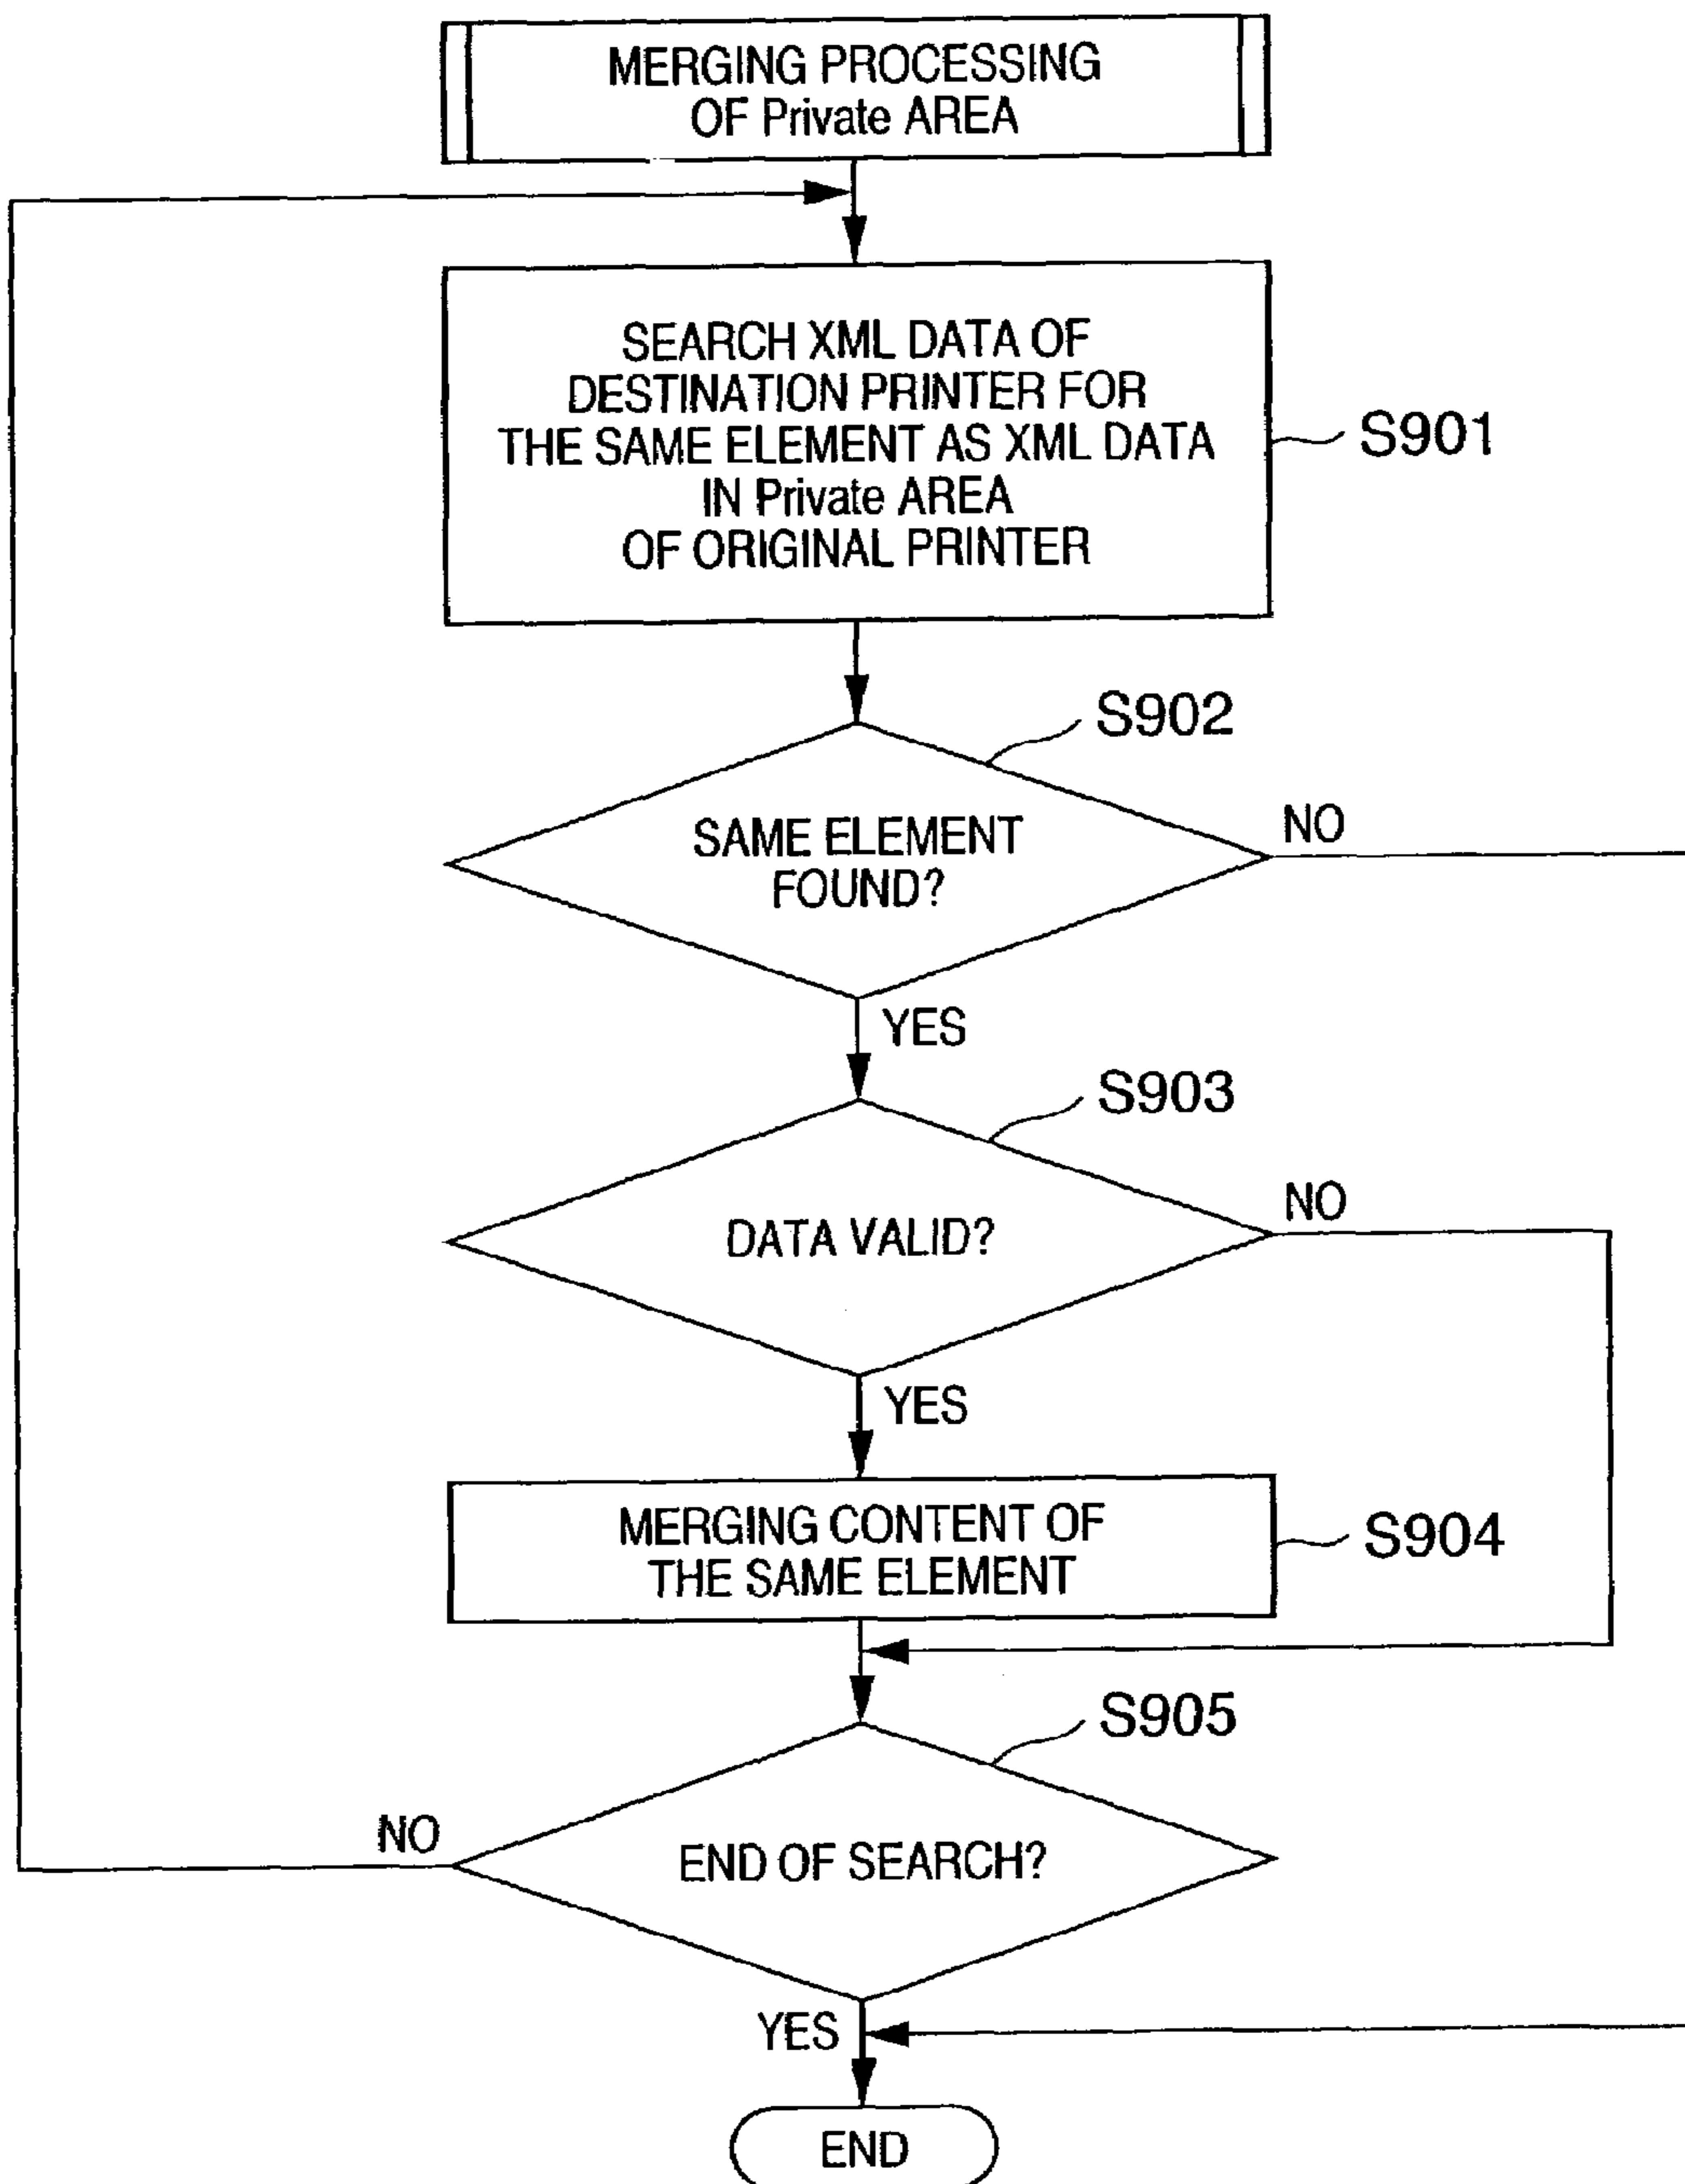 MERGING PROCESSING
OF Private AREA
SEARCH XML DATA OF
DESTINATION PRINTER FOR
THE SAME ELEMENT AS XML DATA
IN Private AREA
OF ORIGINAL PRINTER
S901
S902
SAME ELEMENT
FOUND?
NO
YES
S903
DATA VALID?
NO
YES
MERGING CONTENT OF
THE SAME ELEMENT
S904
S905
NO
END OF SEARCH?
YES
END